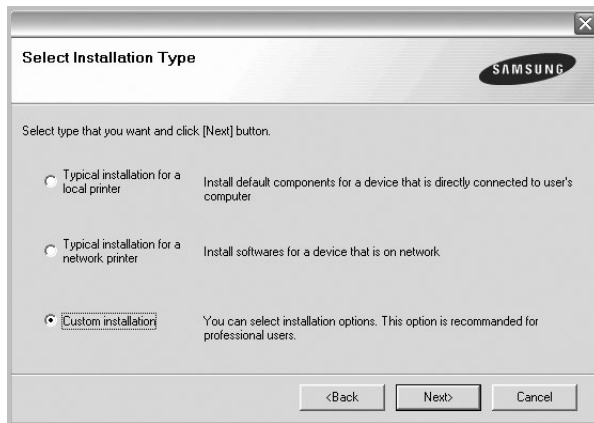 Select Installation Type
SAMSUNG
Select type that you want and click [Next] button.
Typical installation for a
local printer
Install default components for a device that is directly connected to user's
computer
Typical installation for a
network printer
Install softwares for a device that is on network
Custom installation
You can select installation options. This option is recommanded for
professional users.
<Back
Next>
Cancel